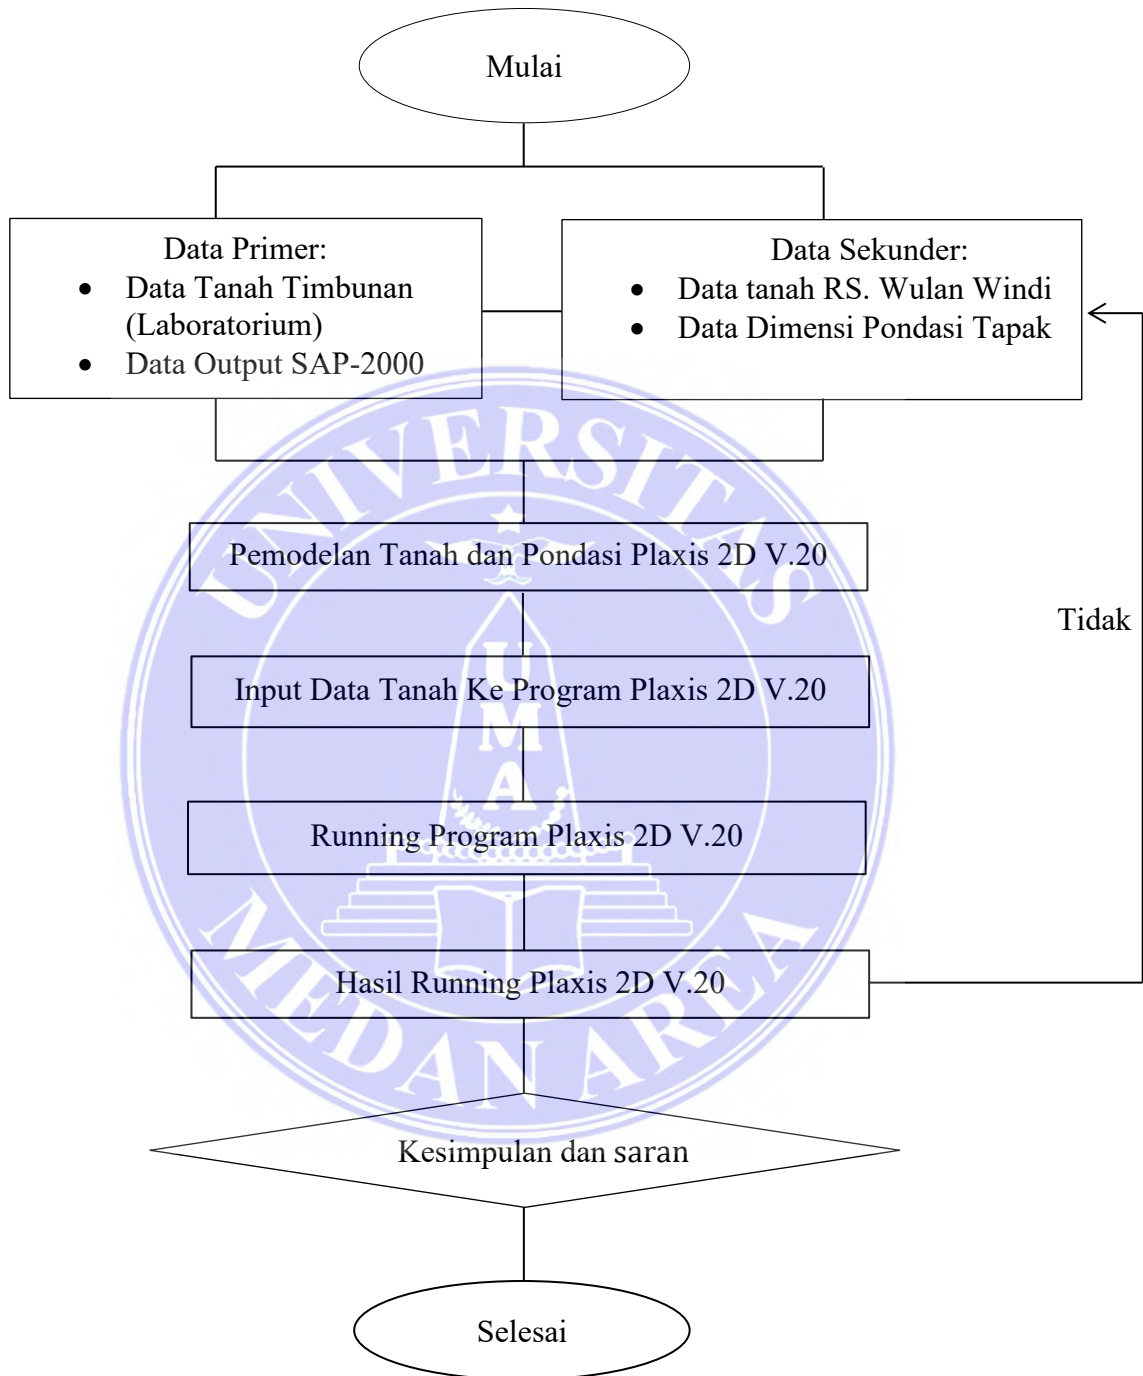 Mulai
Data Primer:
• Data Tanah Timbunan
(Laboratorium)
• Data Output SAP-2000
Data Sekunder:
• Data tanah RS. Wulan Windi
• Data Dimensi Pondasi Tapak
UNIVERSITAS
Pemodelan Tanah dan Pondasi Plaxis 2D V.20
Tidak
U
Input Data Tanah Ke Program Plaxis 2D V.20
M
A
Running Program Plaxis 2D V.20
Hasil Running Plaxis 2D V.20
MEDAN AREA
Kesimpulan dan saran
Selesai